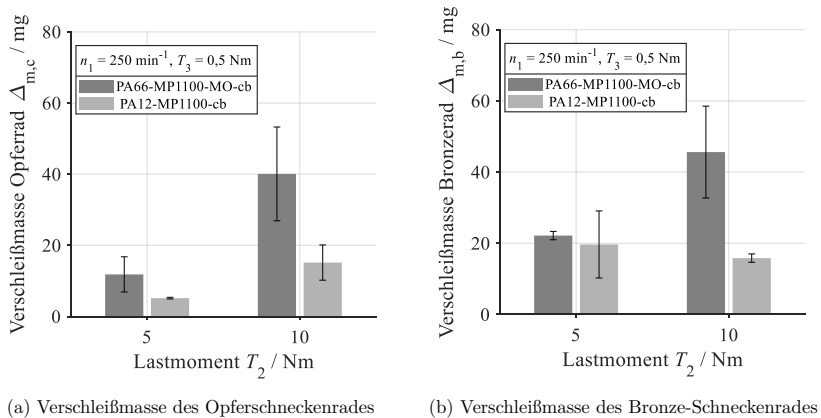 Verschleißmasse Opferrad Δm,c / mg
80
60
40
20
0
n1 = 250 min-1, T3 = 0,5 Nm
PA66-MP1100-MO-cb
PA12-MP1100-cb
5
10
Lastmoment T2 / Nm
(a) Verschleißmasse des Opferschneckenrades
Verschleißmasse Bronzerad Δm,b / mg
80
60
40
20
0
n1 = 250 min-1, T3 = 0,5 Nm
PA66-MP1100-MO-cb
PA12-MP1100-cb
5
10
Lastmoment T2 / Nm
(b) Verschleißmasse des Bronze-Schneckenrades